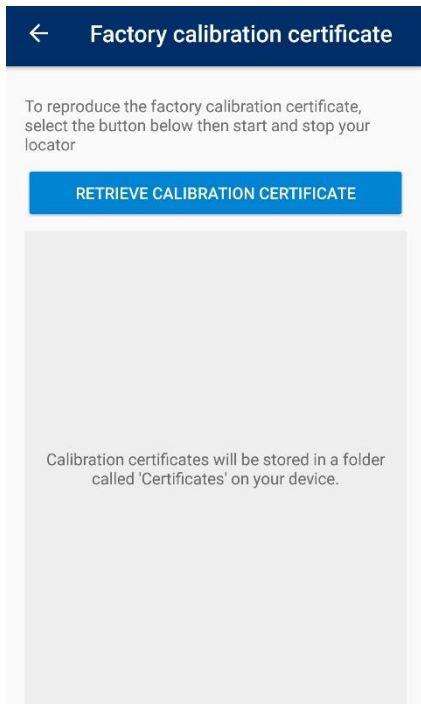 Factory calibration certificate
To reproduce the factory calibration certificate,
select the button below then start and stop your
locator
RETRIEVE CALIBRATION CERTIFICATE
Calibration certificates will be stored in a folder
called 'Certificates' on your device.